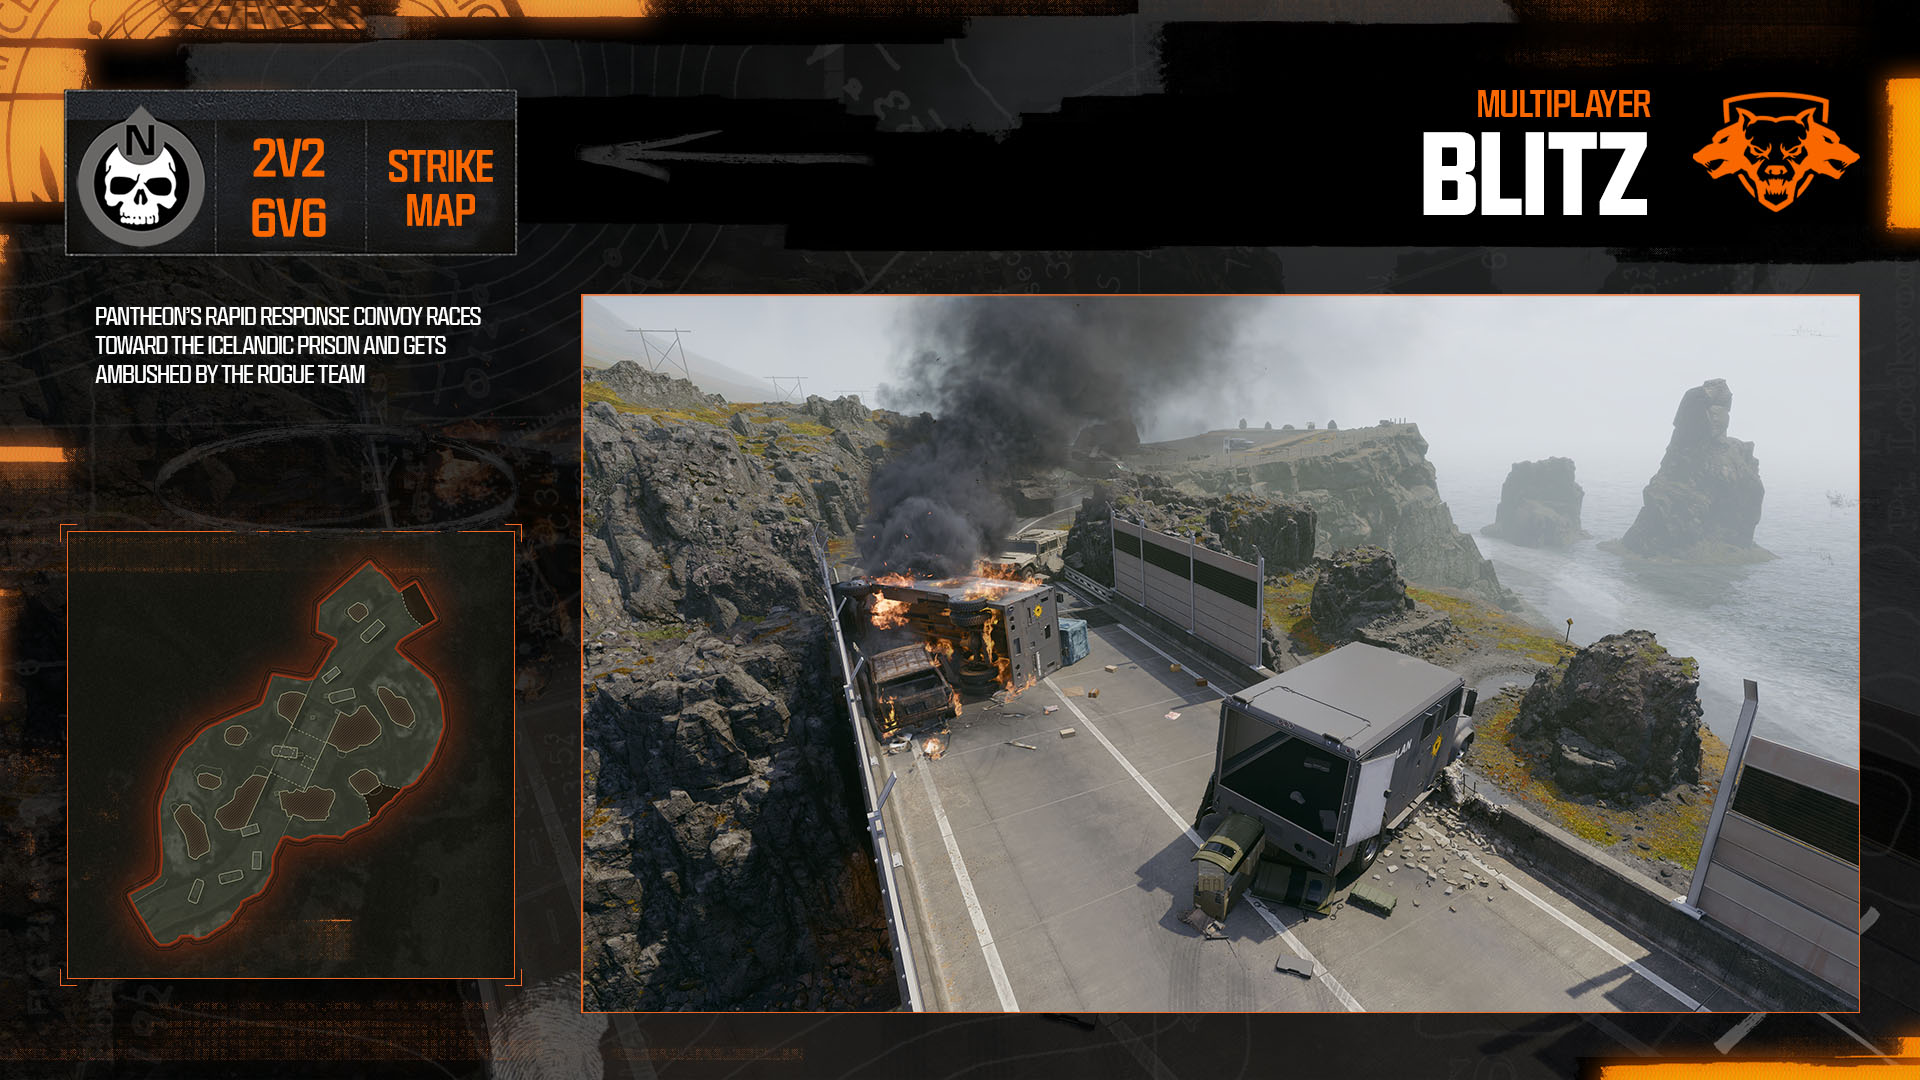 N
2V2
6V6
STRIKE
MAP
MULTIPLAYER
BLITZ
PANTHEON'S RAPID RESPONSE CONVOY RACES
TOWARD THE ICELANDIC PRISON AND GETS
AMBUSHED BY THE ROGUE TEAM